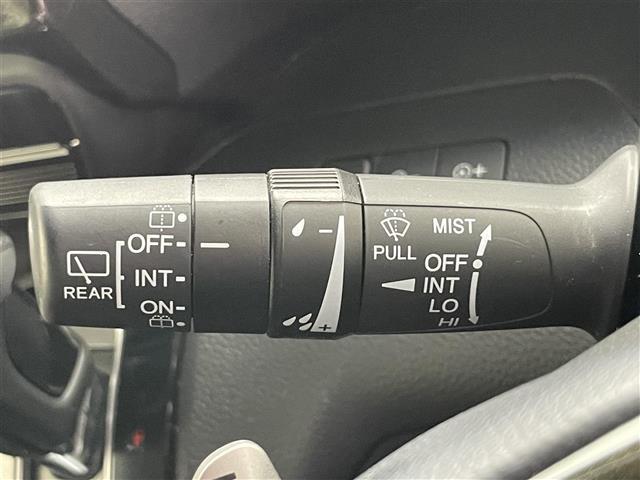 OFF
INT
REAR
ON
-
+
PULL
MIST
OFF
INT
LO
HI